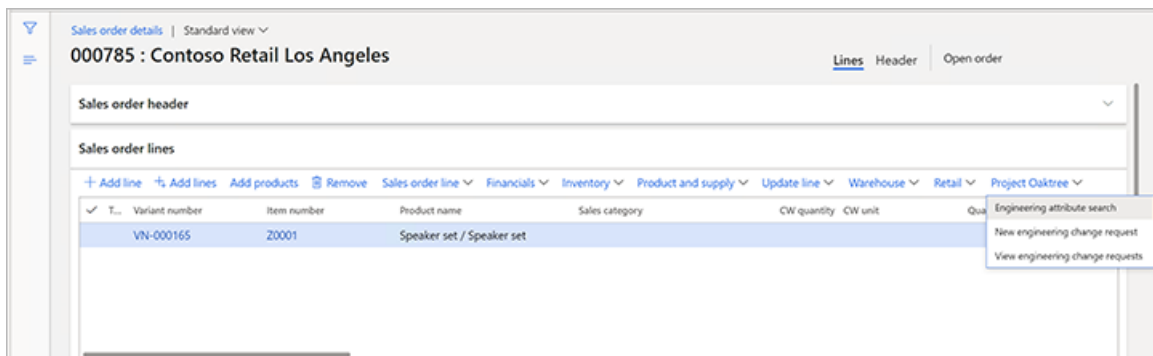 Sales order details | Standard view
000785 : Contoso Retail Los Angeles
Lines Header Open order
Sales order header
Sales order lines
Add line Add lines Add products Remove Sales order line Financials Inventory Product and supply Update line Warehouse Retail Project Oaktree
T... Variant number Item number Product name Sales category CW quantity CW unit Qua
Engineering attribute search
New engineering change request
View engineering change requests
VN-000165 Z0001 Speaker set / Speaker set